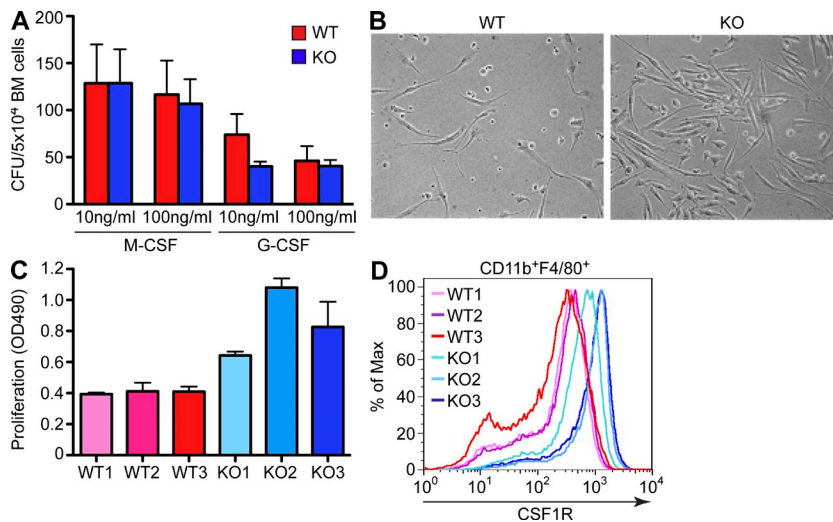 A
CFU/5x10⁴ BM cells
200
150
100
50
0
WT
KO
10ng/ml 100ng/ml 10ng/ml 100ng/ml
M-CSF G-CSF
B
WT KO
C
Proliferation (OD490)
1.2
1.0
0.8
0.6
0.4
0.2
0
WT1 WT2 WT3 KO1 KO2 KO3
D
CD11b⁺F4/80⁺
% of Max
100
80
60
40
20
0
WT1
WT2
WT3
KO1
KO2
KO3
10⁰ 10¹ 10² 10³ 10⁴
CSF1R